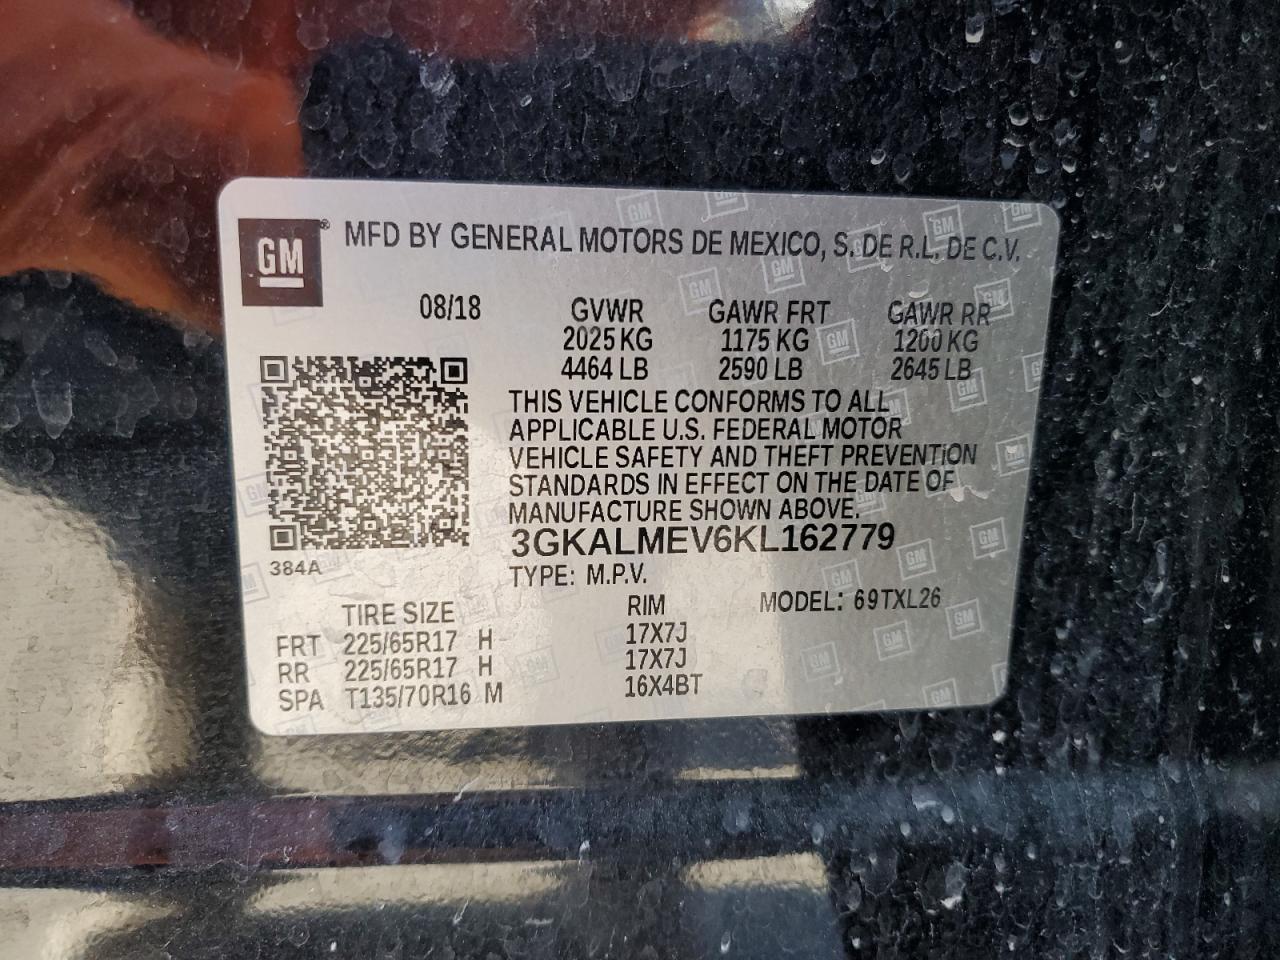 GM® MFD BY GENERAL MOTORS DE MEXICO, S. DE R.L. DE C.V.
08/18 GVWR GAWR FRT GAWR RR
2025 KG 1175 KG 1200 KG
4464 LB 2590 LB 2645 LB
THIS VEHICLE CONFORMS TO ALL
APPLICABLE U.S. FEDERAL MOTOR
VEHICLE SAFETY AND THEFT PREVENTION
STANDARDS IN EFFECT ON THE DATE OF
MANUFACTURE SHOWN ABOVE.
3GKALMEV6KL162779
384A
TYPE: M.P.V.
TIRE SIZE RIM MODEL: 69TXL26
FRT 225/65R17 H 17X7J
RR 225/65R17 H 17X7J
SPA T135/70R16 M 16X4BT